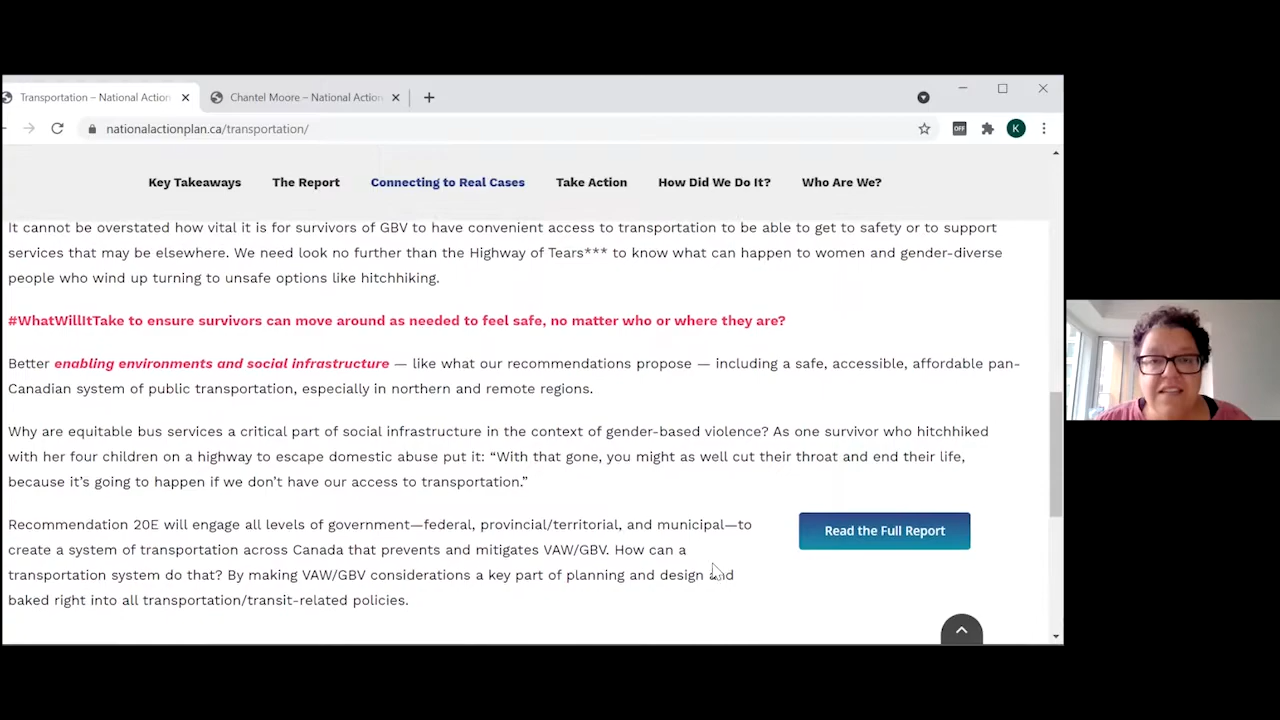 Transportation – National Action
Chantel Moore – National Action
nationalactionplan.ca/transportation/
OFF
K
Key Takeaways
The Report
Connecting to Real Cases
Take Action
How Did We Do It?
Who Are We?
It cannot be overstated how vital it is for survivors of GBV to have convenient access to transportation to be able to get to safety or to support
services that may be elsewhere. We need look no further than the Highway of Tears*** to know what can happen to women and gender-diverse
people who wind up turning to unsafe options like hitchhiking.
#WhatWillItTake to ensure survivors can move around as needed to feel safe, no matter who or where they are?
Better enabling environments and social infrastructure — like what our recommendations propose — including a safe, accessible, affordable pan-
Canadian system of public transportation, especially in northern and remote regions.
Why are equitable bus services a critical part of social infrastructure in the context of gender-based violence? As one survivor who hitchhiked
with her four children on a highway to escape domestic abuse put it: “With that gone, you might as well cut their throat and end their life,
because it’s going to happen if we don’t have our access to transportation.”
Recommendation 20E will engage all levels of government—federal, provincial/territorial, and municipal—to
create a system of transportation across Canada that prevents and mitigates VAW/GBV. How can a
transportation system do that? By making VAW/GBV considerations a key part of planning and design and
baked right into all transportation/transit-related policies.
Read the Full Report